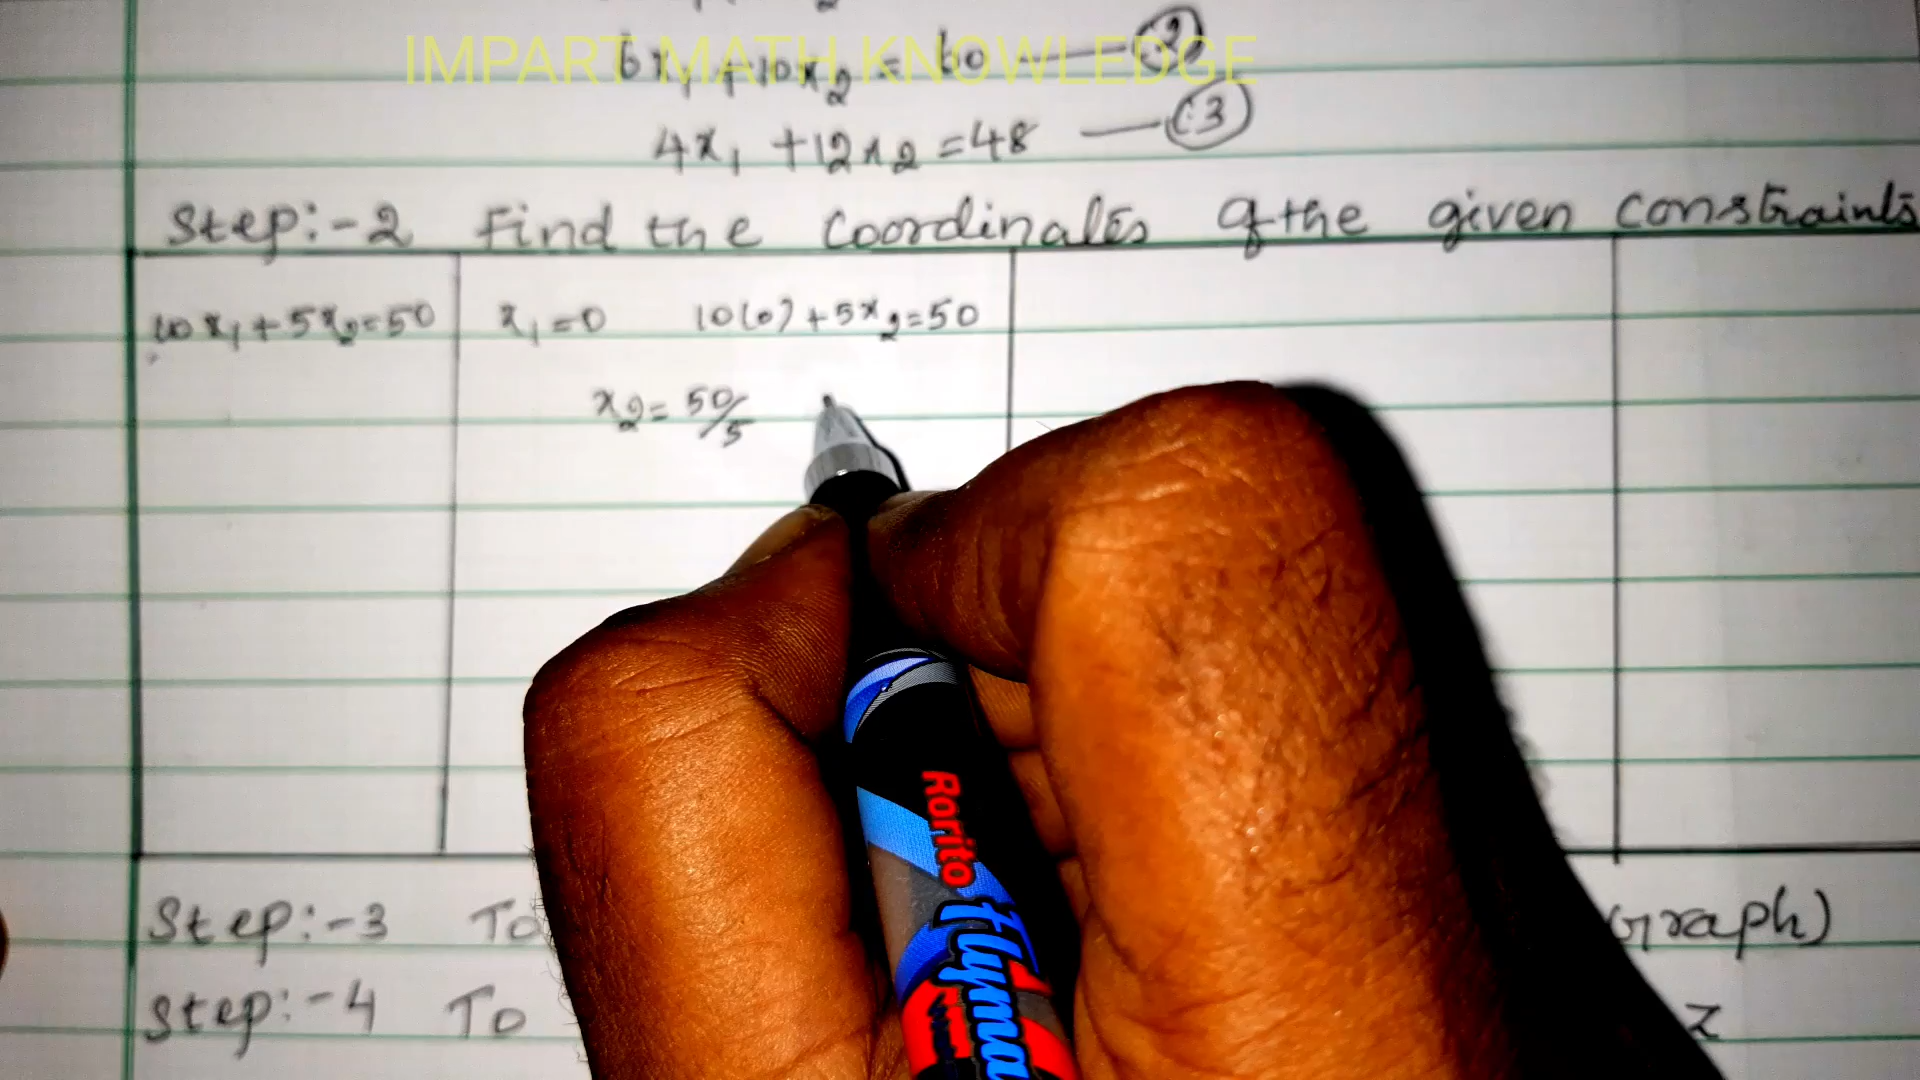 IMPART MATH KNOWLEDGE
6x₁ + 10x₂ = 60 — (2)
4x₁ + 12x₂ = 48 — (3)
Step:-2 Find the Coordinates of the given constraints
10x₁ + 5x₂ = 50
x₁ = 0 10(0) + 5x₂ = 50
x₂ = 50/5
Step:-3 To Graph)
Step:-4 To Z
Rorito